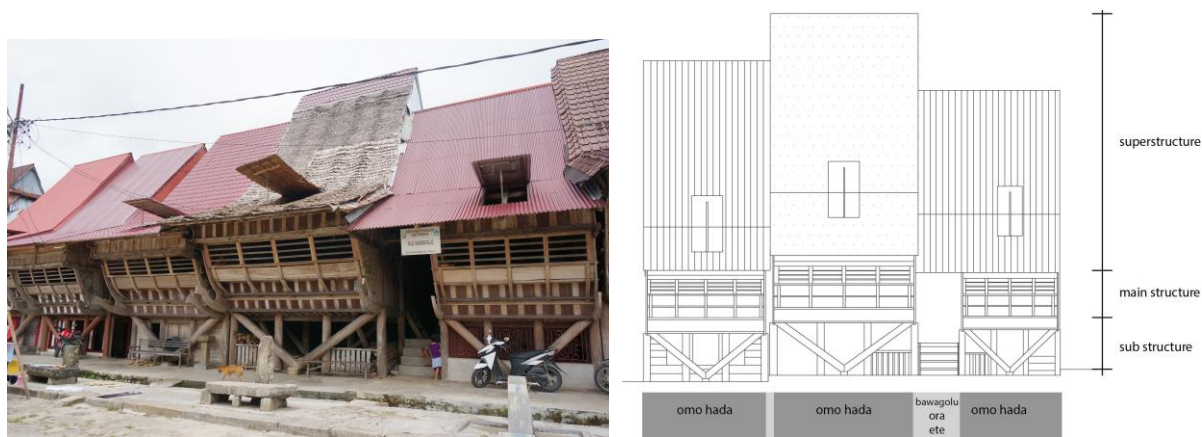 superstructure
main structure
sub structure
omo hada
omo hada
bawagolu
ora
ete
omo hada